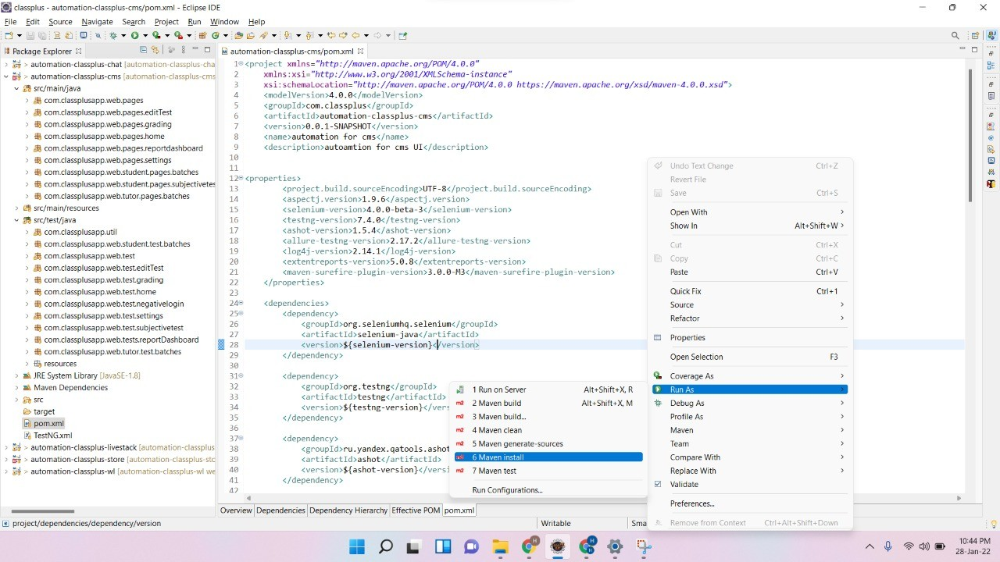 classplus - automation-classplus-cms/pom.xml - Eclipse IDE
File Edit Source Navigate Search Project Run Window Help
Package Explorer
> automation-classplus-chat [automation-classplus-cha
> automation-classplus-cms [automation-classplus-cms
src/main/java
com.classplusapp.web.pages
com.classplusapp.web.pages.editTest
com.classplusapp.web.pages.grading
com.classplusapp.web.pages.home
com.classplusapp.web.pages.reportdashboard
com.classplusapp.web.pages.settings
com.classplusapp.web.student.pages.batches
com.classplusapp.web.student.pages.subjectivetes
com.classplusapp.web.tutor.pages.batches
src/main/resources
src/test/java
com.classplusapp.util
com.classplusapp.web.student.test.batches
com.classplusapp.web.test
com.classplusapp.web.test.editTest
com.classplusapp.web.test.grading
com.classplusapp.web.test.home
com.classplusapp.web.test.negativelogin
com.classplusapp.web.test.settings
com.classplusapp.web.test.subjectivetest
com.classplusapp.web.tests.reportDashboard
com.classplusapp.web.tutor.test.batches
resources
JRE System Library [JavaSE-1.8]
Maven Dependencies
src
target
pom.xml
TestNG.xml
> automation-classplus-livestack [automation-classplus
> automation-classplus-store [automation-classplus-sto
> automation-classplus-wl [automation-classplus-wl we
automation-classplus-cms/pom.xml
1 <project xmlns="http://maven.apache.org/POM/4.0.0"
2 xmlns:xsi="http://www.w3.org/2001/XMLSchema-instance"
3 xsi:schemaLocation="http://maven.apache.org/POM/4.0.0 https://maven.apache.org/xsd/maven-4.0.0.xsd">
4 <modelVersion>4.0.0</modelVersion>
5 <groupId>com.classplus</groupId>
6 <artifactId>automation-classplus-cms</artifactId>
7 <version>0.0.1-SNAPSHOT</version>
8 <name>automation for cms</name>
9 <description>autoamtion for cms UI</description>
10
11
12 <properties>
13 <project.build.sourceEncoding>UTF-8</project.build.sourceEncoding>
14 <aspectj.version>1.9.6</aspectj.version>
15 <selenium-version>4.0.0-beta-3</selenium-version>
16 <testng-version>7.4.0</testng-version>
17 <ashot-version>1.5.4</ashot-version>
18 <allure-testng-version>2.17.2</allure-testng-version>
19 <log4j-version>2.14.1</log4j-version>
20 <extentreports-version>5.0.8</extentreports-version>
21 <maven-surefire-plugin-version>3.0.0-M3</maven-surefire-plugin-version>
22 </properties>
23
24 <dependencies>
25 <dependency>
26 <groupId>org.seleniumhq.selenium</groupId>
27 <artifactId>selenium-java</artifactId>
28 <version>${selenium-version}</version>
29 </dependency>
30
31 <dependency>
32 <groupId>org.testng</groupId>
33 <artifactId>testng</artifactId>
34 <version>${testng-version}</vers
35 </dependency>
36
37 <dependency>
38 <groupId>ru.yandex.qatools.ashot
39 <artifactId>ashot</artifactId>
40 <version>${ashot-version}</versi
41 </dependency>
42
1 Run on Server Alt+Shift+X, R
2 Maven build Alt+Shift+X, M
3 Maven build...
4 Maven clean
5 Maven generate-sources
6 Maven install
7 Maven test
Run Configurations...
Undo Text Change Ctrl+Z
Revert File
Save Ctrl+S
Open With
Show In Alt+Shift+W
Cut Ctrl+X
Copy Ctrl+C
Paste Ctrl+V
Quick Fix Ctrl+1
Source
Refactor
Properties
Open Selection F3
Coverage As
Run As
Debug As
Profile As
Maven
Team
Compare With
Replace With
Validate
Preferences...
Remove from Context Ctrl+Alt+Shift+Down
Overview Dependencies Dependency Hierarchy Effective POM pom.xml
project/dependencies/dependency/version
Writable
Sma
10:44 PM
28-Jan-22